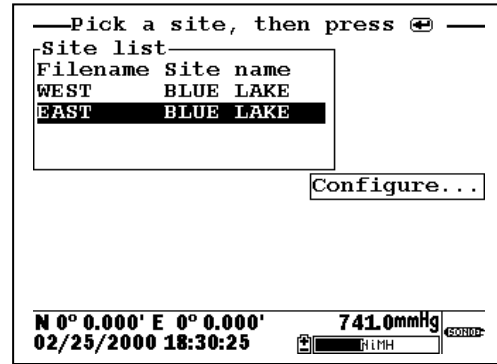 Pick a site, then press
Site list
Filename Site name
WEST BLUE LAKE
EAST BLUE LAKE
Configure...
N 0° 0.000' E 0° 0.000' 741.0mmHg
02/25/2000 18:30:25 NiMH